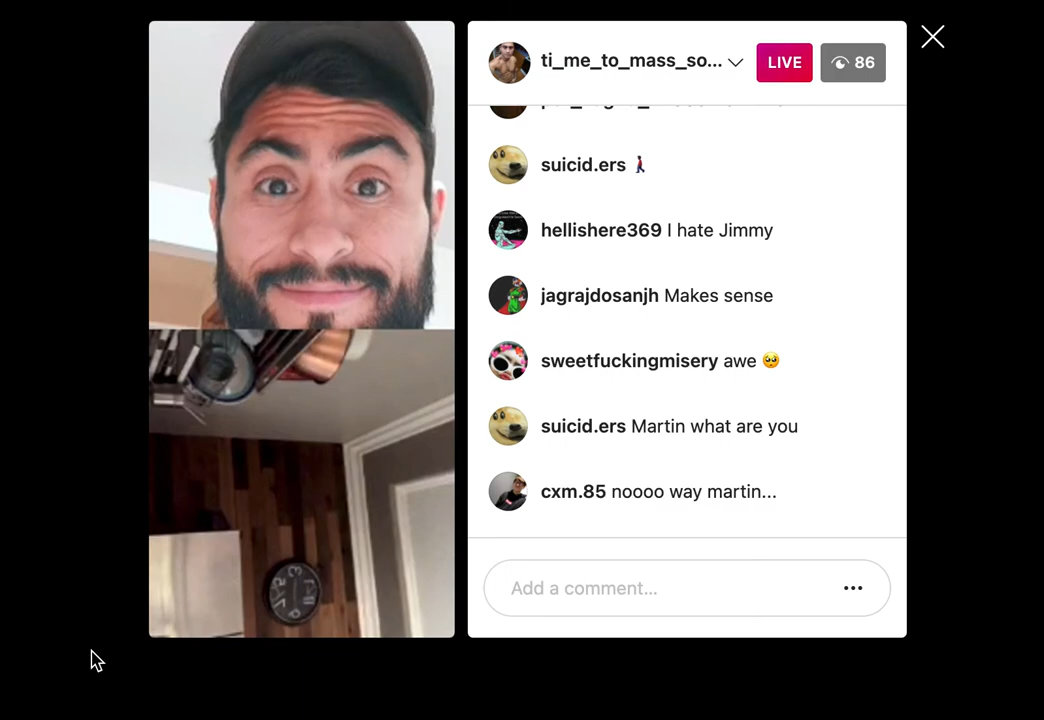 ti_me_to_mass_so...
LIVE
86
suicid.ers
hellishere369 I hate Jimmy
jagrajdosanjh Makes sense
sweetfuckingmisery awe 🥺
suicid.ers Martin what are you
cxm.85 noooo way martin...
Add a comment...